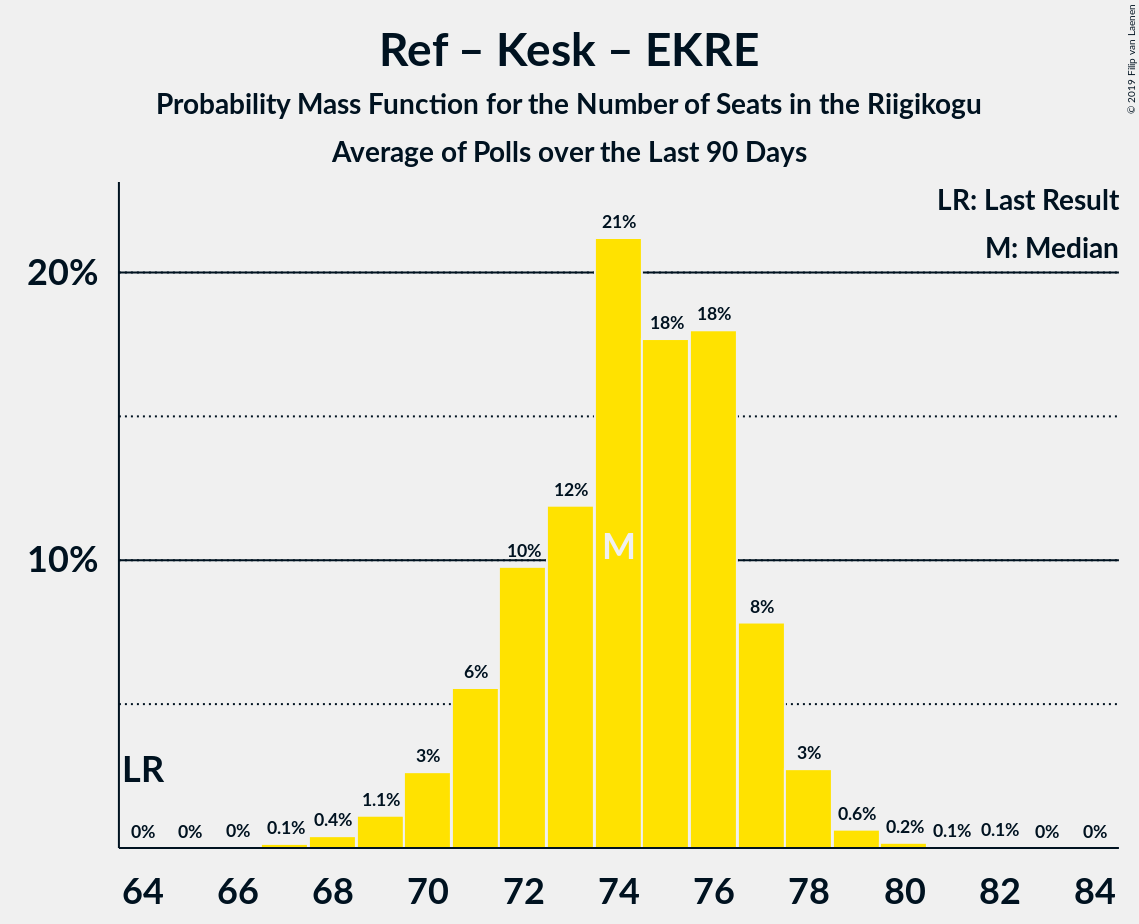 Ref – Kesk – EKRE
Probability Mass Function for the Number of Seats in the Riigikogu
Average of Polls over the Last 90 Days
© 2019 Filip van Laenen
LR: Last Result
M: Median
20%
10%
LR
M
0%
0%
0%
0.1%
0.4%
1.1%
3%
6%
10%
12%
21%
18%
18%
8%
3%
0.6%
0.2%
0.1%
0.1%
0%
0%
64 66 68 70 72 74 76 78 80 82 84